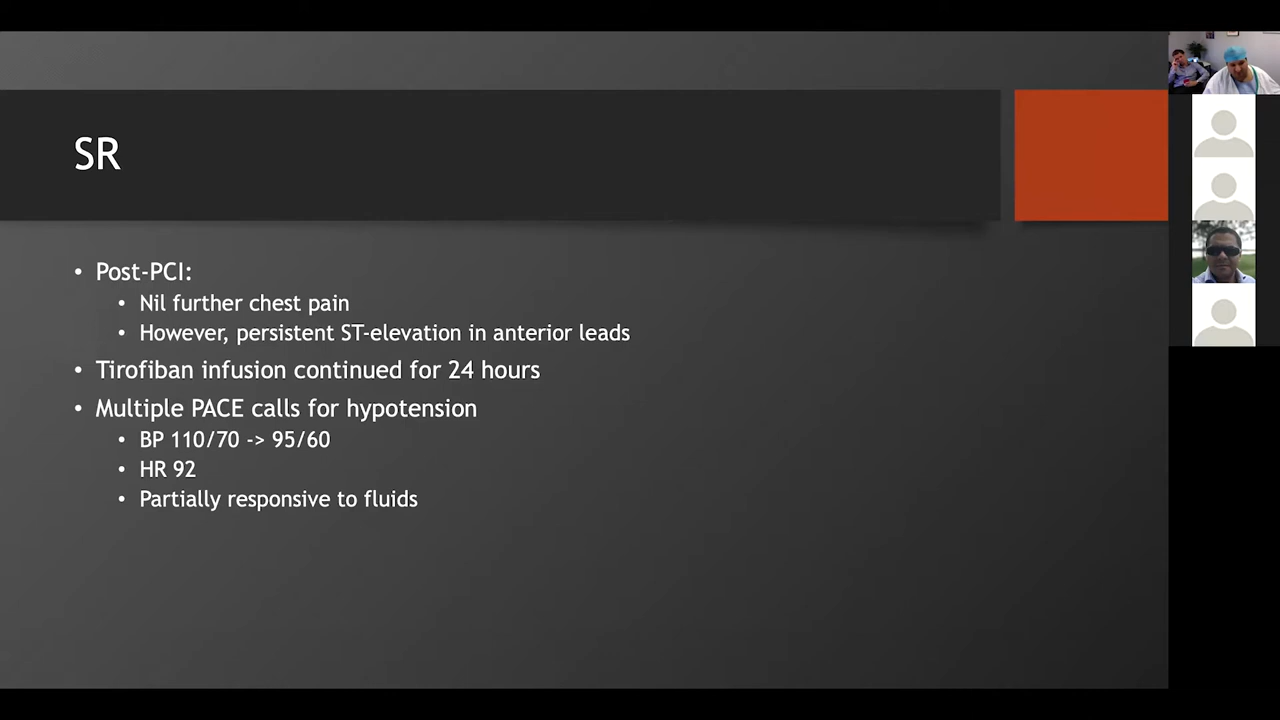 SR
• Post-PCI:
• Nil further chest pain
• However, persistent ST-elevation in anterior leads
• Tirofiban infusion continued for 24 hours
• Multiple PACE calls for hypotension
• BP 110/70 -> 95/60
• HR 92
• Partially responsive to fluids